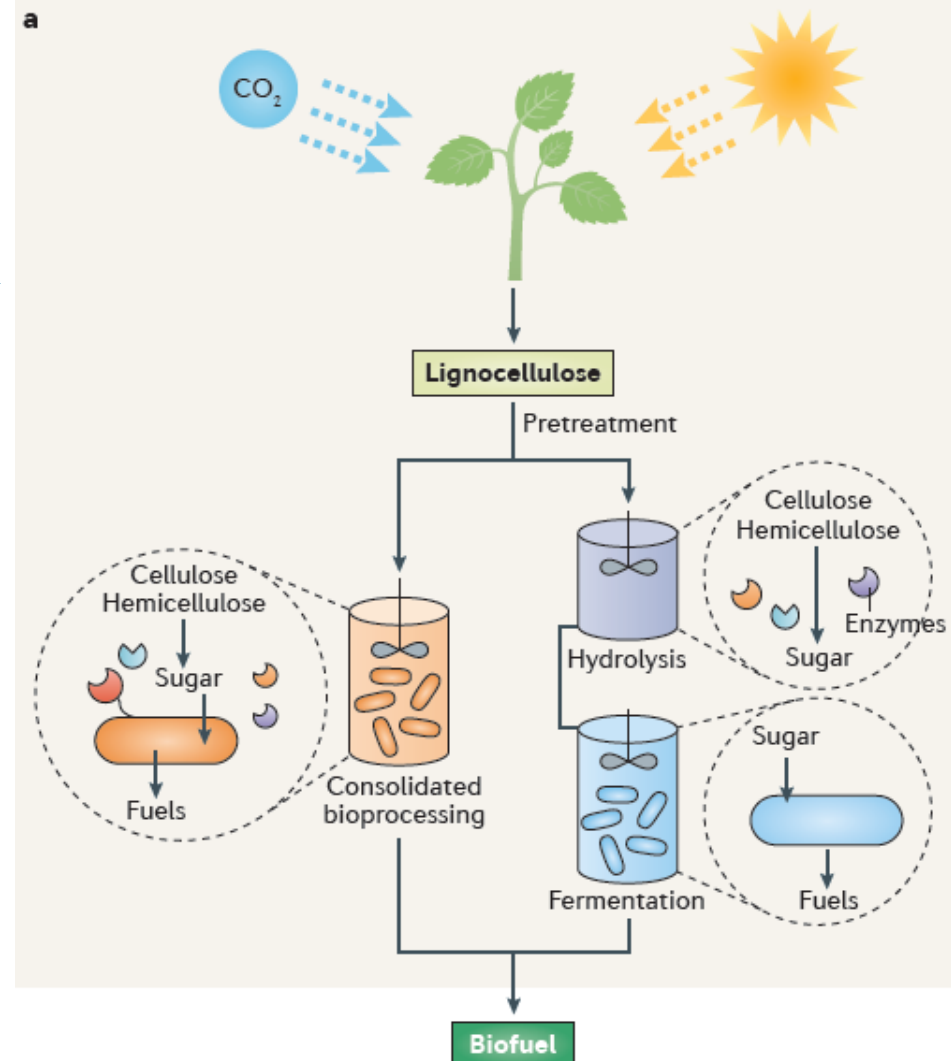 a
CO₂
Lignocellulose
Pretreatment
Cellulose
Hemicellulose
Enzymes
Sugar
Hydrolysis
Cellulose
Hemicellulose
Sugar
Fuels
Consolidated
bioprocessing
Sugar
Fuels
Fermentation
Biofuel